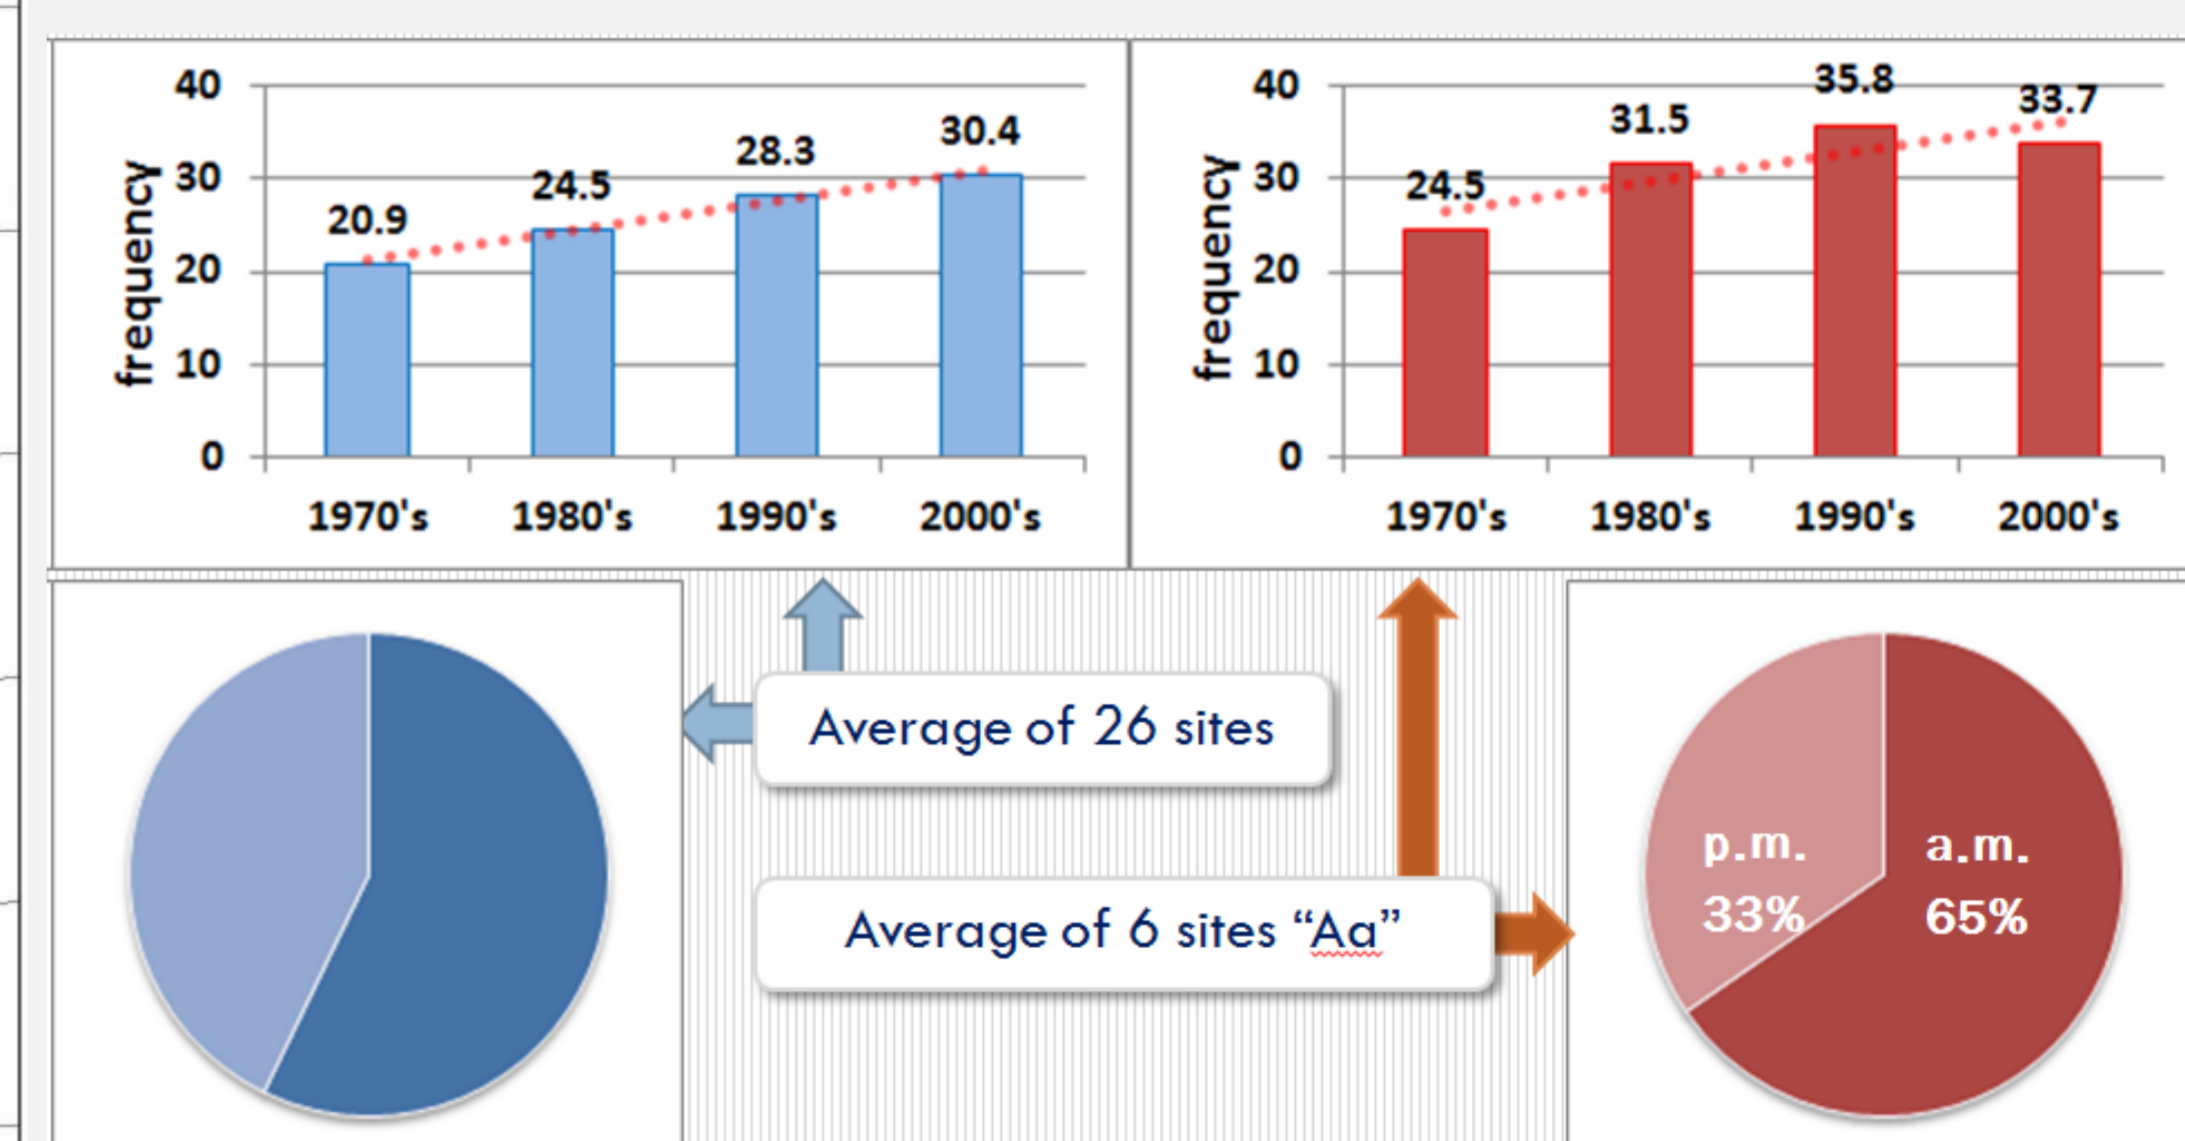 frequency
40
30
20
10
0
20.9
24.5
28.3
30.4
1970's 1980's 1990's 2000's
frequency
40
30
20
10
0
24.5
31.5
35.8
33.7
1970's 1980's 1990's 2000's
Average of 26 sites
Average of 6 sites “Aa”
p.m.
33%
a.m.
65%